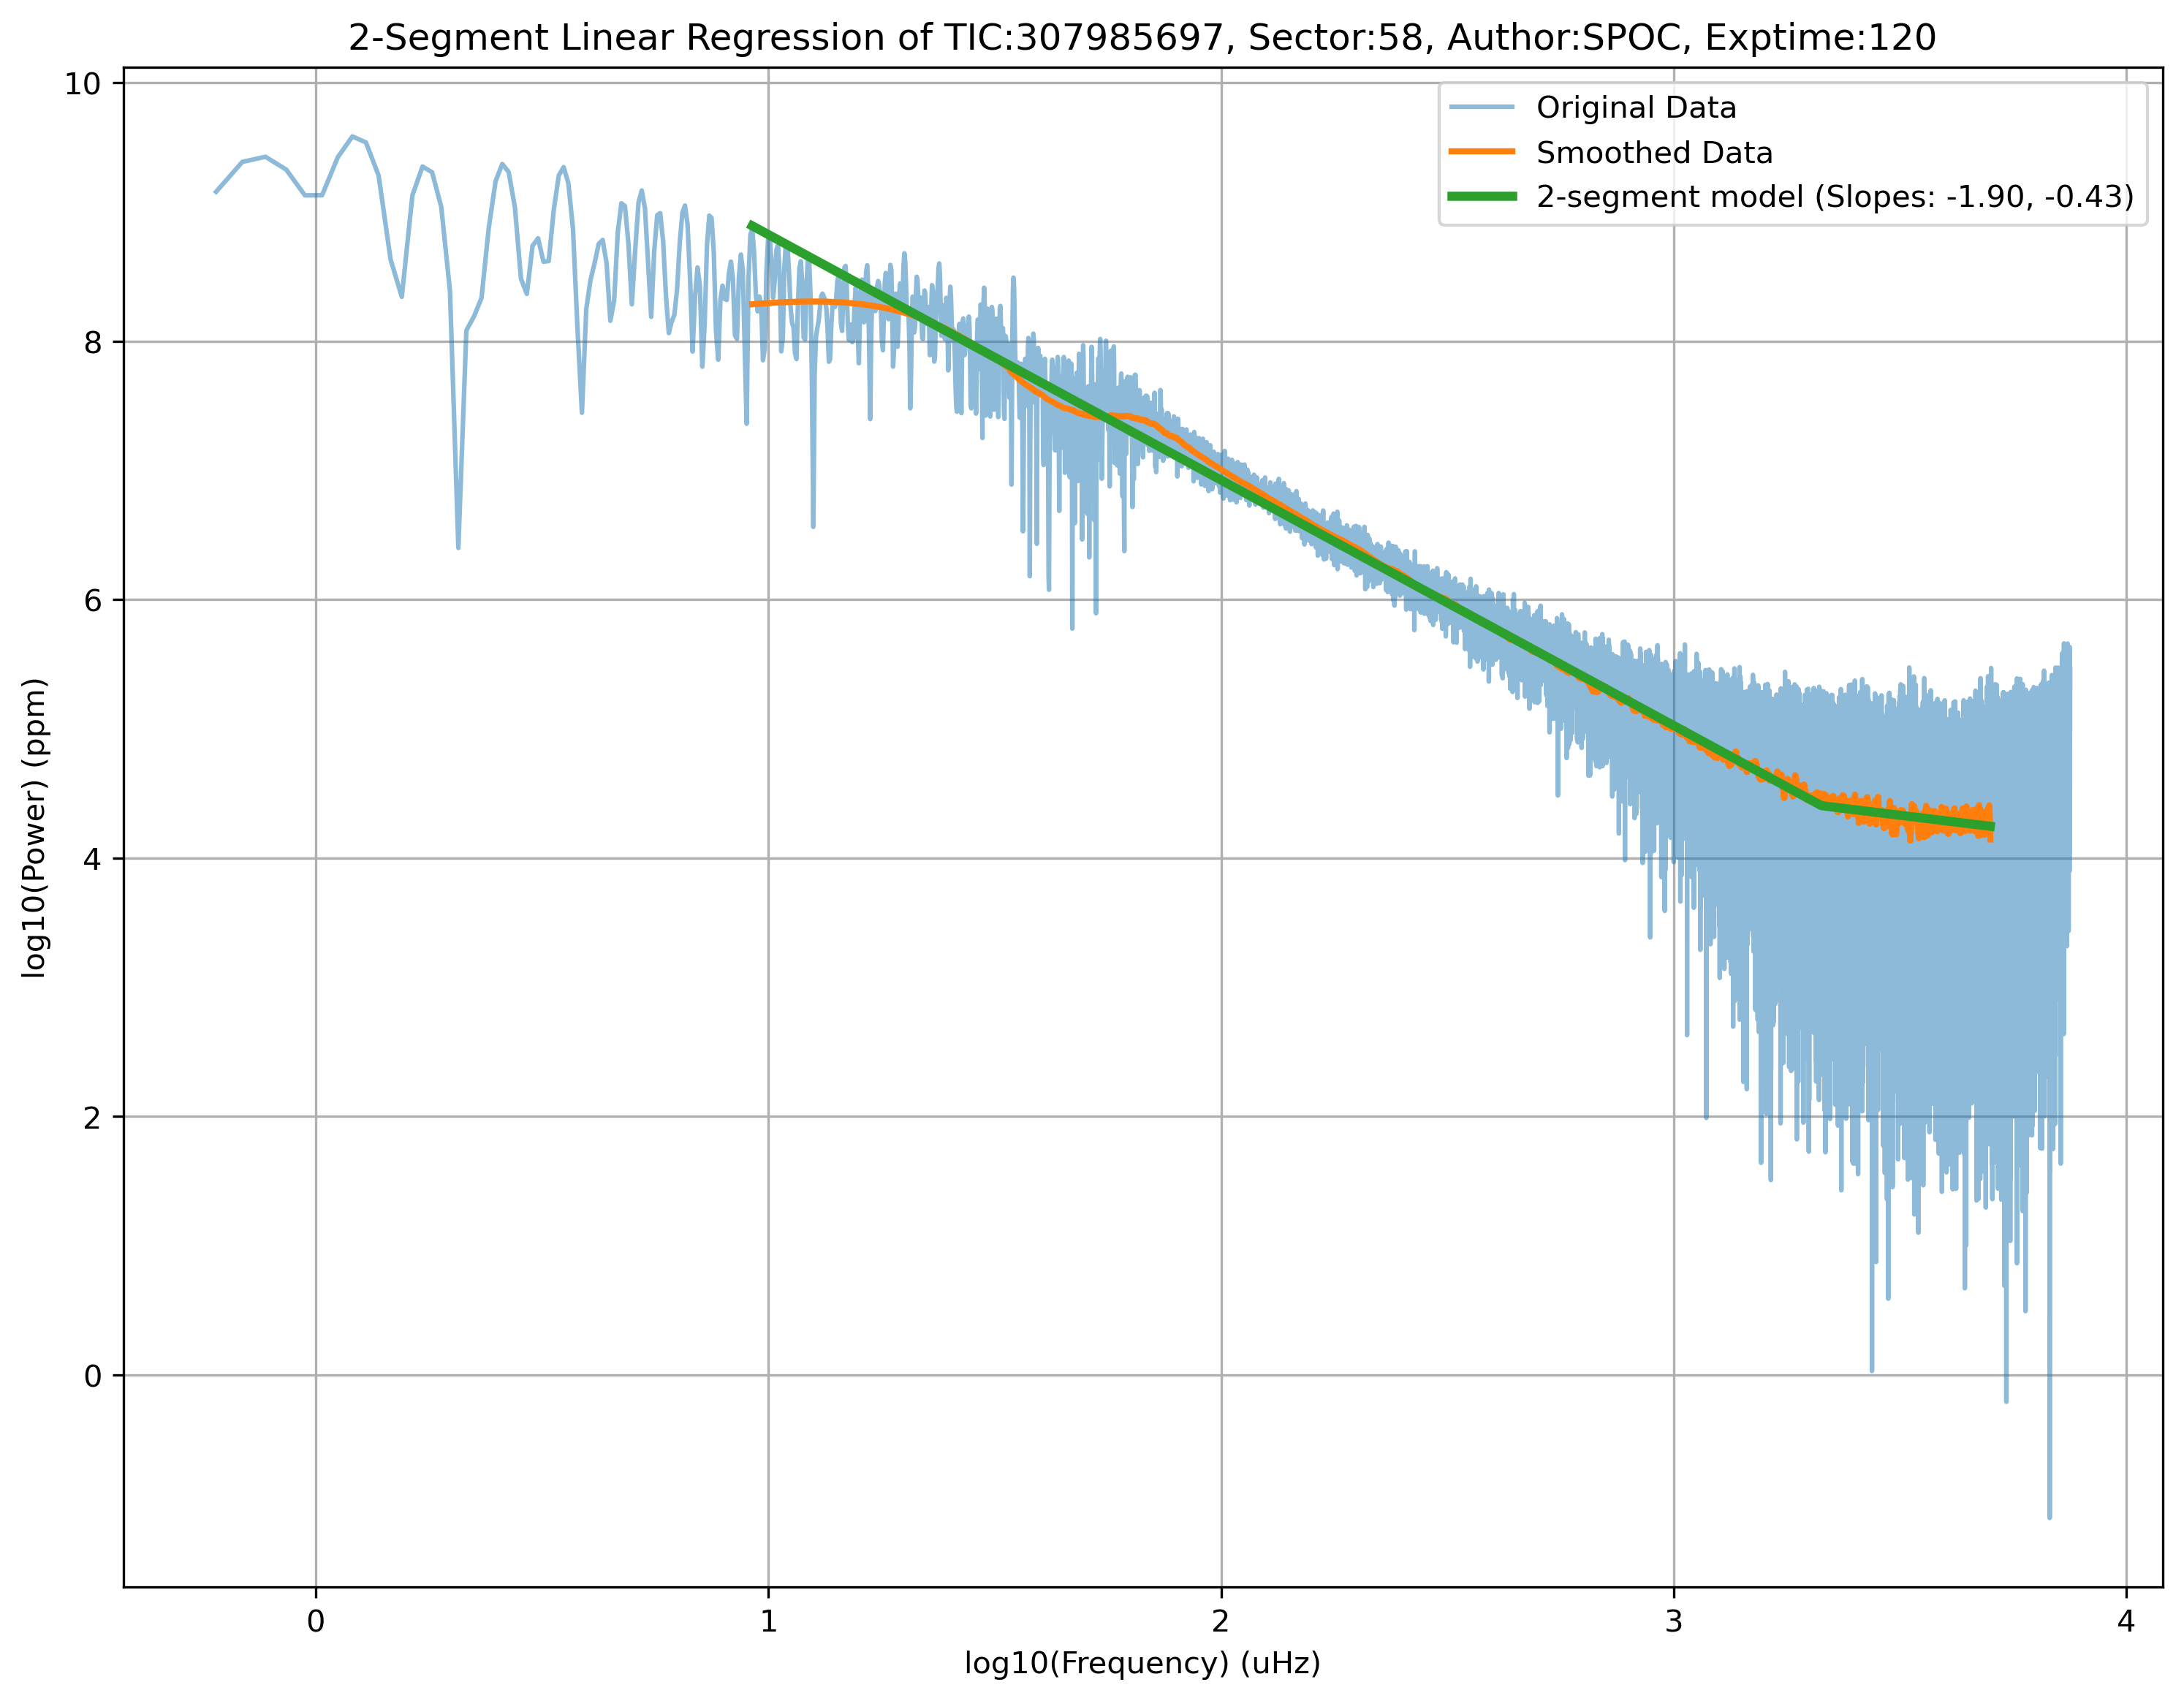 2-Segment Linear Regression of TIC:307985697, Sector:58, Author:SPOC, Exptime:120
Original Data
Smoothed Data
2-segment model (Slopes: -1.90, -0.43)
10
8
6
4
2
0
log10(Power) (ppm)
0 1 2 3 4
log10(Frequency) (uHz)